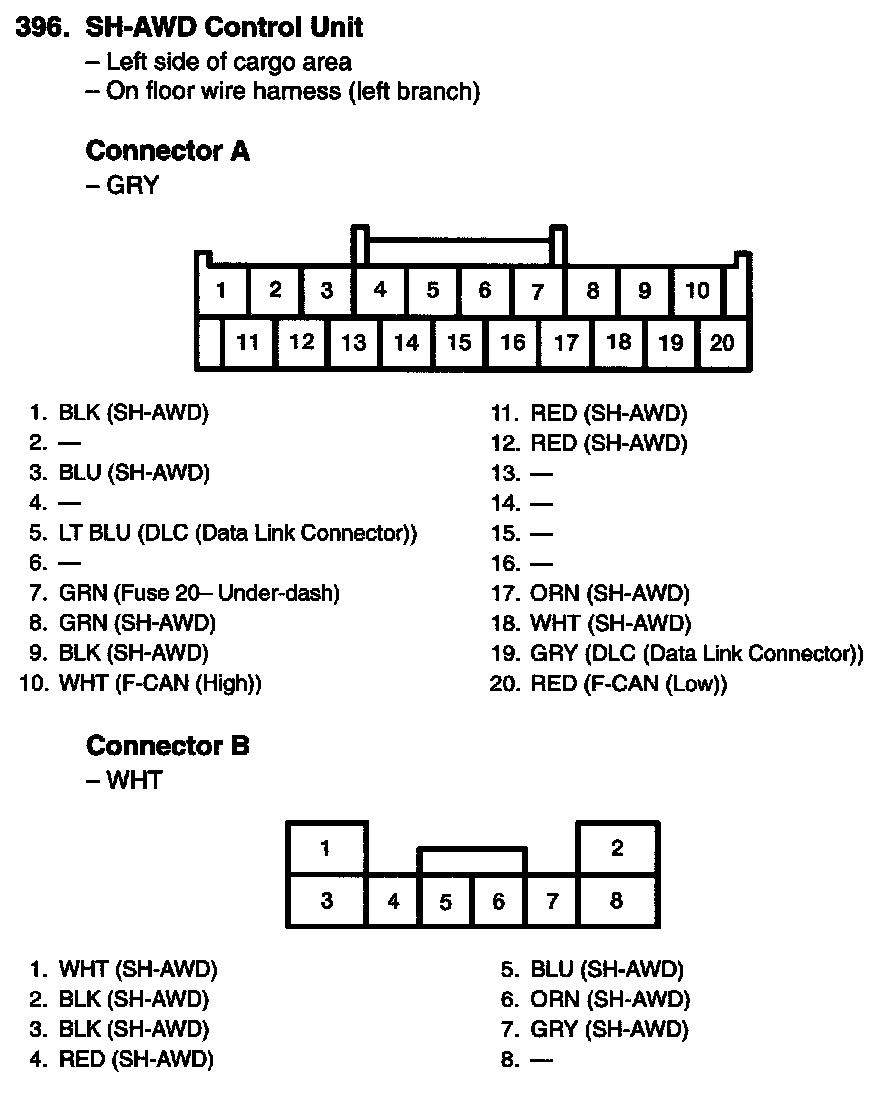 396. SH-AWD Control Unit
– Left side of cargo area
– On floor wire harness (left branch)
Connector A
– GRY
1 2 3 4 5 6 7 8 9 10
11 12 13 14 15 16 17 18 19 20
1. BLK (SH-AWD)
2. —
3. BLU (SH-AWD)
4. —
5. LT BLU (DLC (Data Link Connector))
6. —
7. GRN (Fuse 20– Under-dash)
8. GRN (SH-AWD)
9. BLK (SH-AWD)
10. WHT (F-CAN (High))
11. RED (SH-AWD)
12. RED (SH-AWD)
13. —
14. —
15. —
16. —
17. ORN (SH-AWD)
18. WHT (SH-AWD)
19. GRY (DLC (Data Link Connector))
20. RED (F-CAN (Low))
Connector B
– WHT
1 2
3 4 5 6 7 8
1. WHT (SH-AWD)
2. BLK (SH-AWD)
3. BLK (SH-AWD)
4. RED (SH-AWD)
5. BLU (SH-AWD)
6. ORN (SH-AWD)
7. GRY (SH-AWD)
8. —